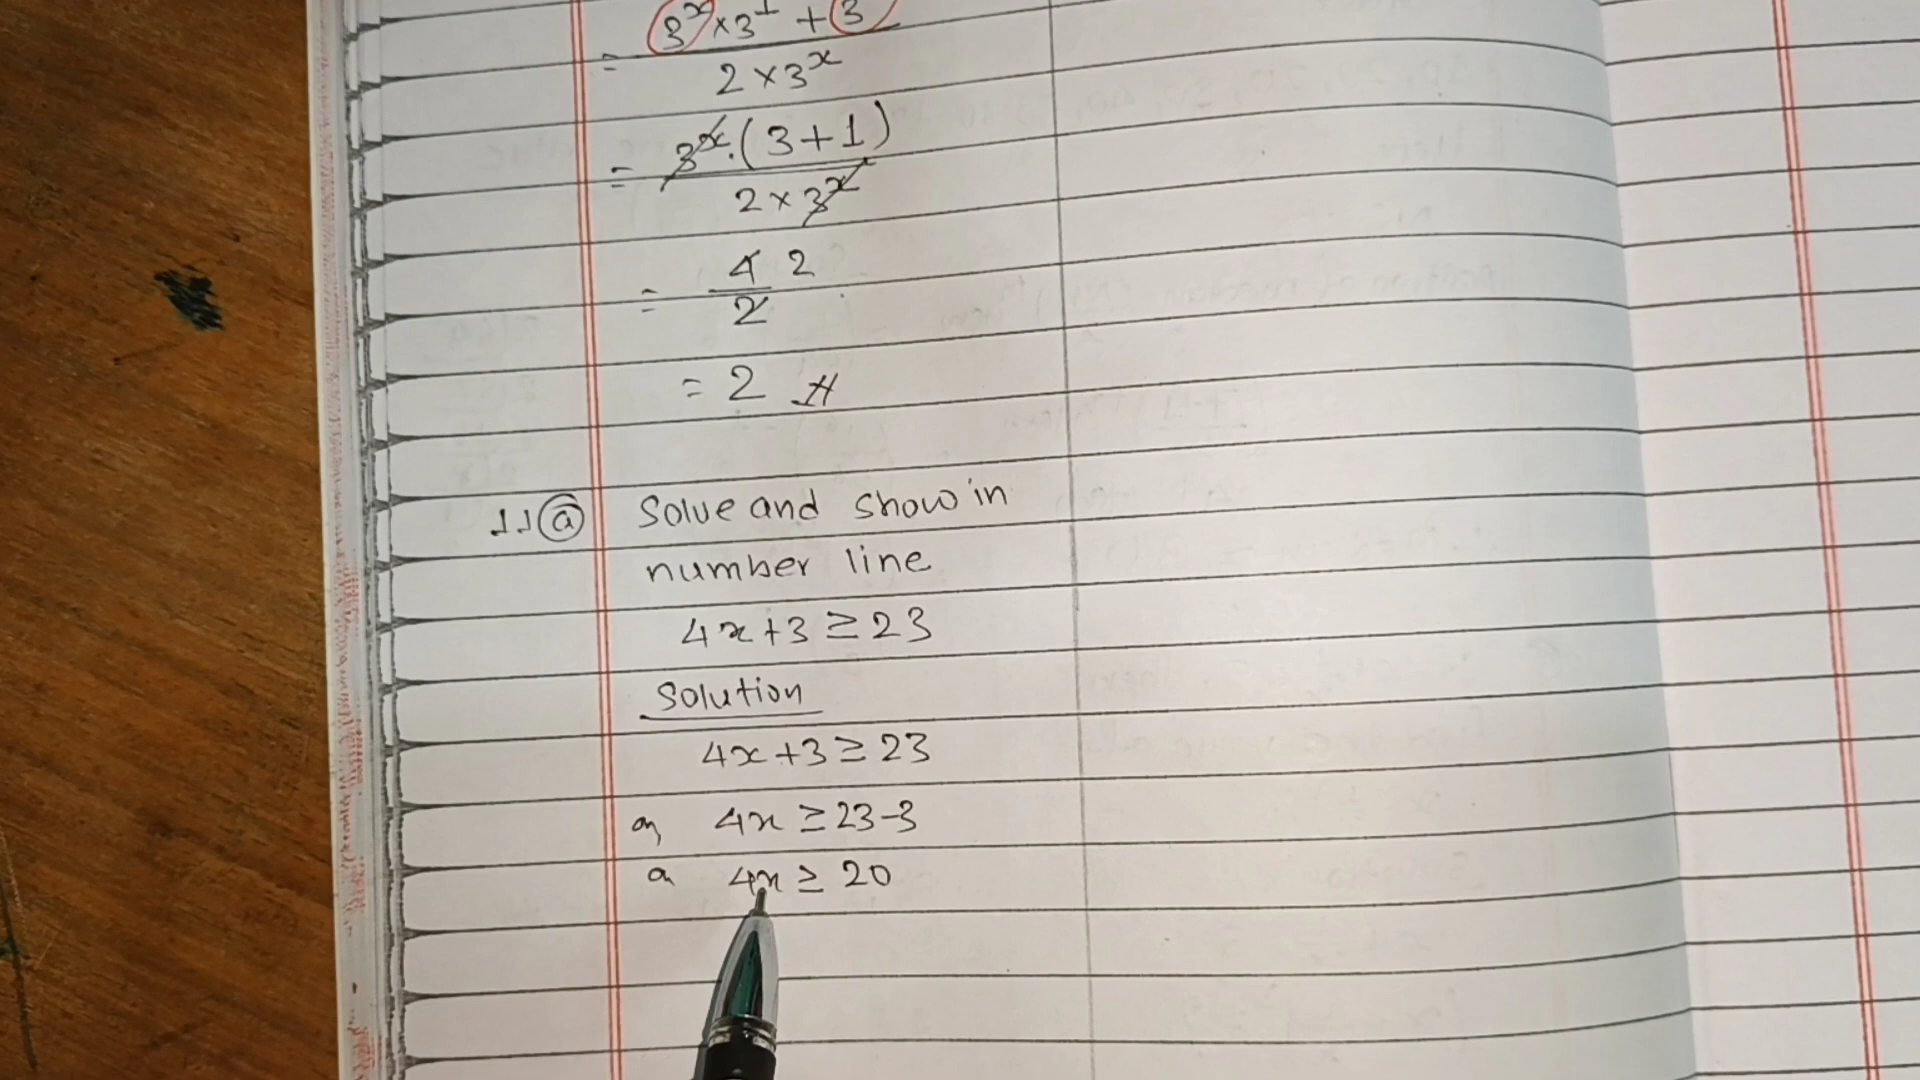 3^x × 3^1 + 3
= 2 × 3^x
= 3^x . (3 + 1)
2 × 3^x
= 4 2
2
= 2 #
11 (a) Solve and show in
number line
4x + 3 ≥ 23
Solution
4x + 3 ≥ 23
or, 4x ≥ 23 - 3
or 4x ≥ 20